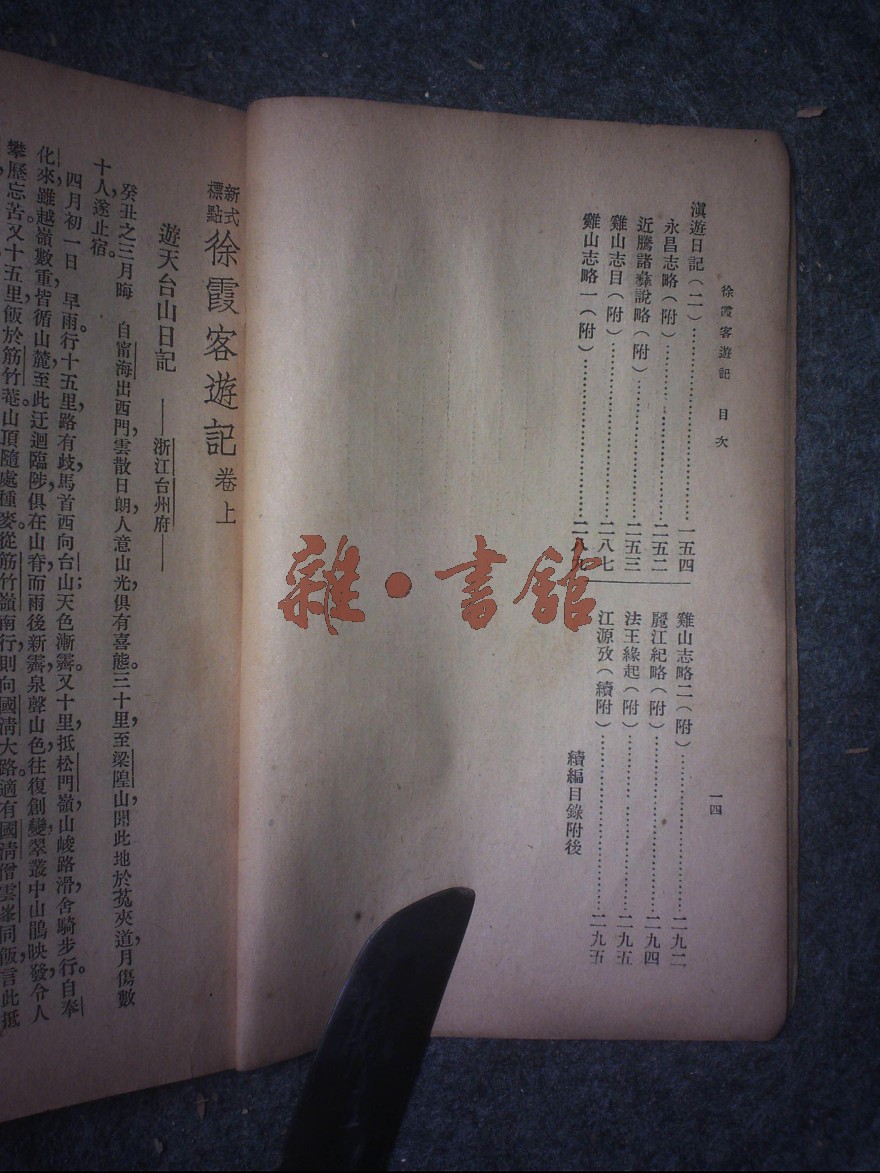 徐霞客遊記　目次
一四
滇遊日記(二)……一五四
永昌志略(附)……二五二
近騰諸彝說略(附)……二五三
雞山志目(附)……二八七
雞山志略一(附)……二八
雞山志略二(附)……二九二
麗江紀略(附)……二九四
法王緣起(附)……二九五
江源攷(續附)……二九五
續編目錄附後
雜·書館
新式標點 徐霞客遊記 卷上
遊天台山日記 ——浙江台州府——
癸丑之三月晦　自甯海出西門，雲散日朗，人意山光，俱有喜態。三十里，至梁隍山，聞此地於菟夾道，月傷數
十人，遂止宿。
四月初一日　早雨。行十五里，路有歧，馬首西向台山；天色漸霽。又十里，抵松門嶺，山峻路滑，舍騎步行。自奉
化來，雖越嶺數重，皆循山麓；至此迂迴臨陟，俱在山脊。而雨後新霽，泉聲山色，往復創變，翠叢中山鵑映發，令人
攀歷忘苦。又十五里，飯於筋竹菴。山頂隨處種麥。從筋竹嶺南行，則向國清大路。適有國清僧雲峯同飯，言此抵